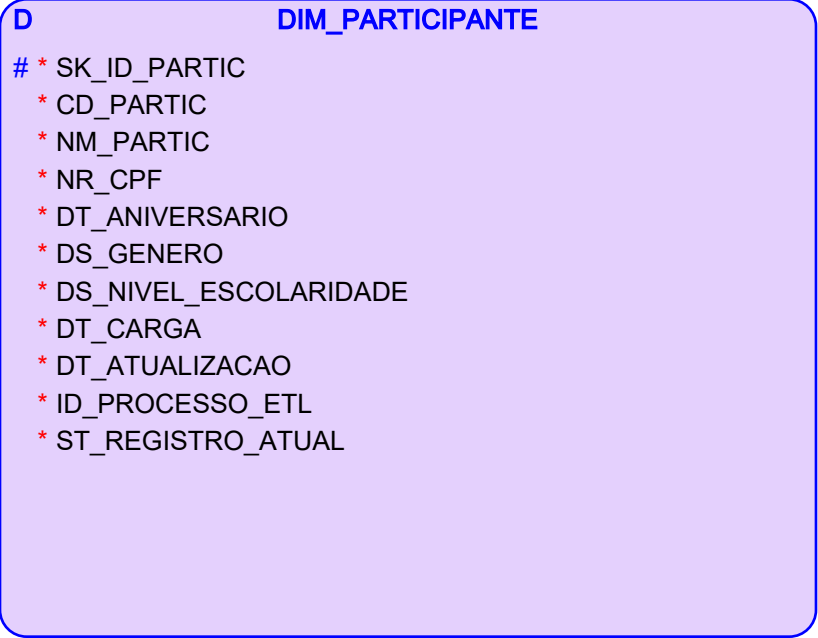 D DIM_PARTICIPANTE
# * SK_ID_PARTIC
* CD_PARTIC
* NM_PARTIC
* NR_CPF
* DT_ANIVERSARIO
* DS_GENERO
* DS_NIVEL_ESCOLARIDADE
* DT_CARGA
* DT_ATUALIZACAO
* ID_PROCESSO_ETL
* ST_REGISTRO_ATUAL